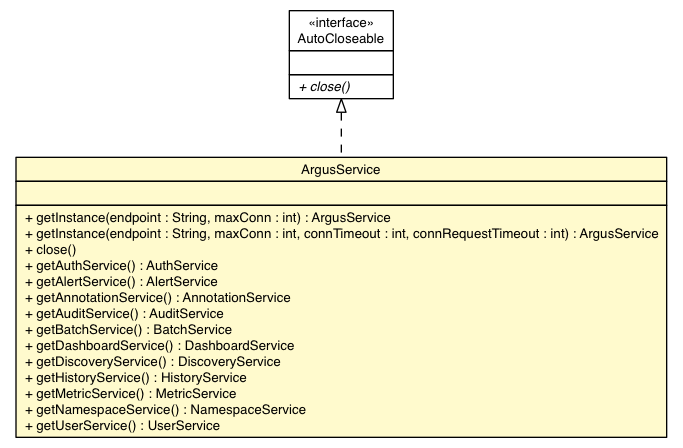 «interface»
AutoCloseable
+ close()
ArgusService
+ getInstance(endpoint : String, maxConn : int) : ArgusService
+ getInstance(endpoint : String, maxConn : int, connTimeout : int, connRequestTimeout : int) : ArgusService
+ close()
+ getAuthService() : AuthService
+ getAlertService() : AlertService
+ getAnnotationService() : AnnotationService
+ getAuditService() : AuditService
+ getBatchService() : BatchService
+ getDashboardService() : DashboardService
+ getDiscoveryService() : DiscoveryService
+ getHistoryService() : HistoryService
+ getMetricService() : MetricService
+ getNamespaceService() : NamespaceService
+ getUserService() : UserService